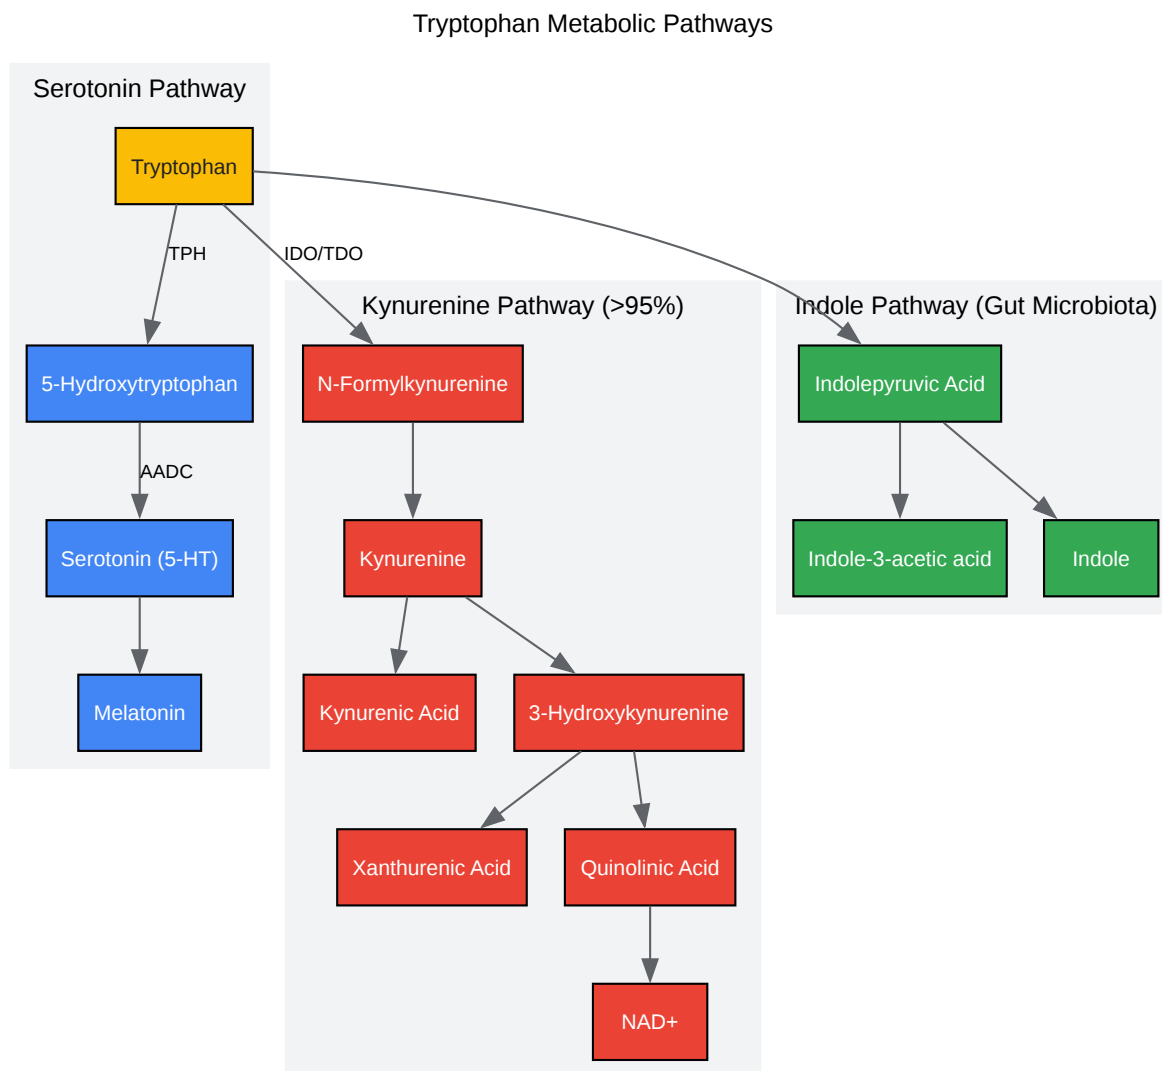 Tryptophan Metabolic Pathways
Serotonin Pathway
Tryptophan
TPH
IDO/TDO
Kynurenine Pathway (>95%)
Indole Pathway (Gut Microbiota)
5-Hydroxytryptophan
N-Formylkynurenine
Indolepyruvic Acid
AADC
Serotonin (5-HT)
Kynurenine
Indole-3-acetic acid
Indole
Melatonin
Kynurenic Acid
3-Hydroxykynurenine
Xanthurenic Acid
Quinolinic Acid
NAD+